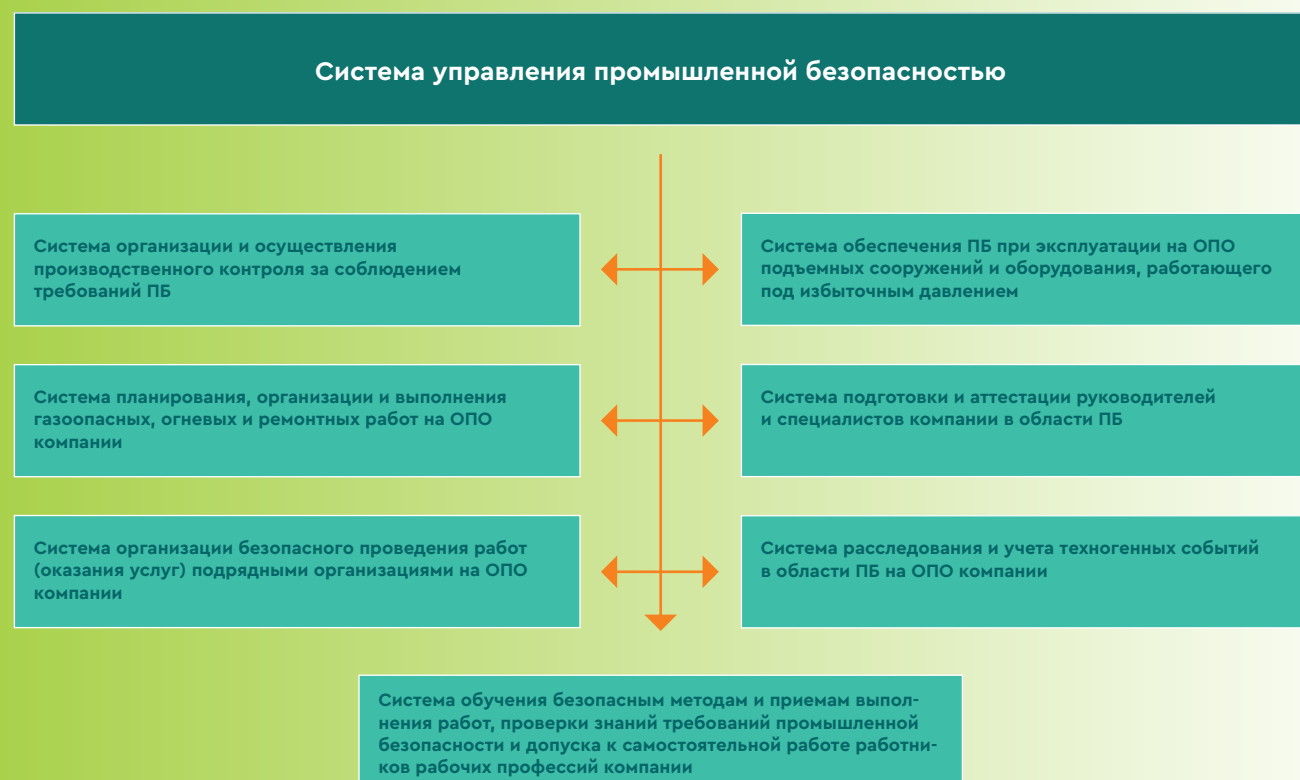 Система управления промышленной безопасностью
Система организации и осуществления
производственного контроля за соблюдением
требований ПБ
Система обеспечения ПБ при эксплуатации на ОПО
подъемных сооружений и оборудования, работающего
под избыточным давлением
Система планирования, организации и выполнения
газоопасных, огневых и ремонтных работ на ОПО
компании
Система подготовки и аттестации руководителей
и специалистов компании в области ПБ
Система организации безопасного проведения работ
(оказания услуг) подрядными организациями на ОПО
компании
Система расследования и учета техногенных событий
в области ПБ на ОПО компании
Система обучения безопасным методам и приемам выпол-
нения работ, проверки знаний требований промышленной
безопасности и допуска к самостоятельной работе работни-
ков рабочих профессий компании